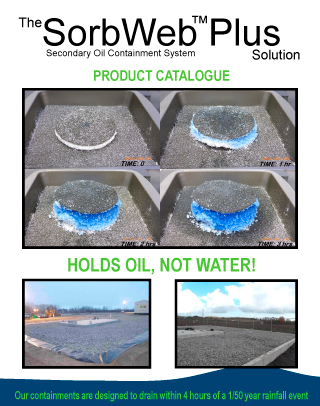 The SorbWeb™Plus
Secondary Oil Containment System
Solution
PRODUCT CATALOGUE
TIME: 0
TIME: 1 hr
TIME: 2 hrs
TIME: 3 hrs
HOLDS OIL, NOT WATER!
Our containments are designed to drain within 4 hours of a 1/50 year rainfall event